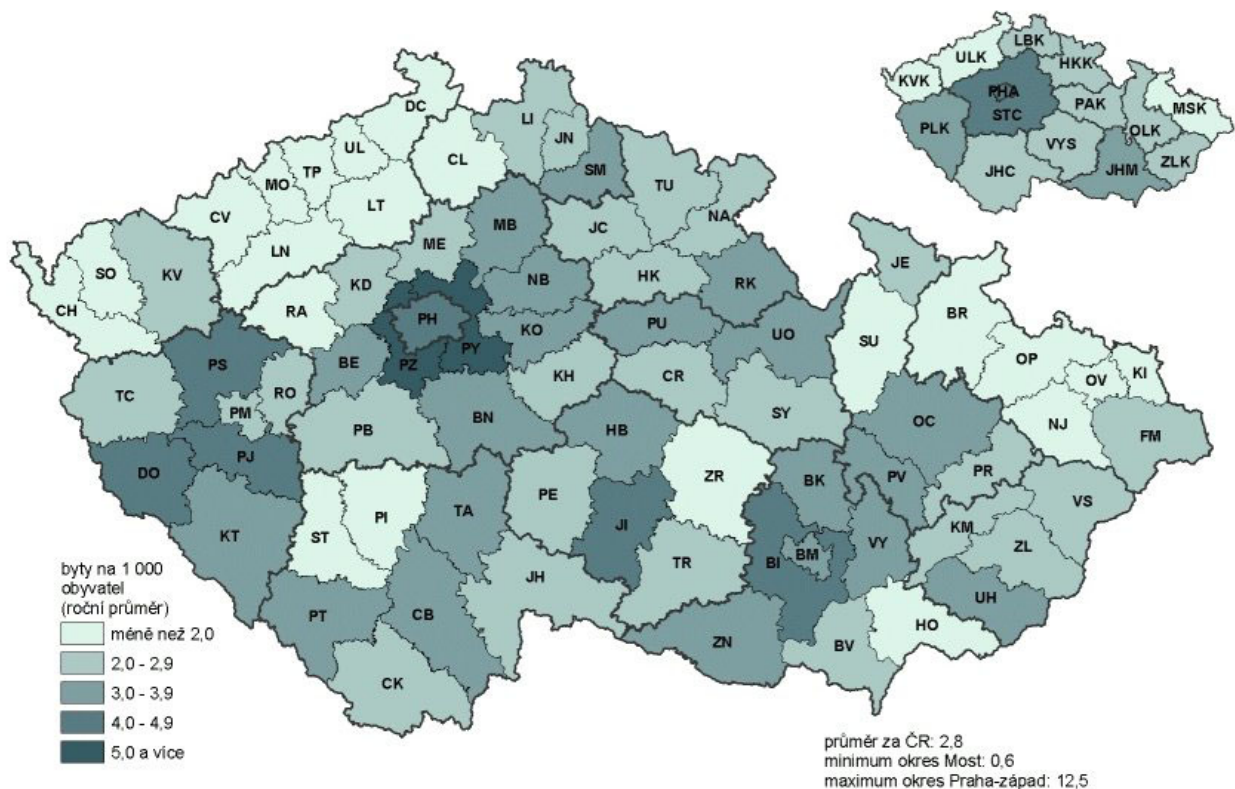 LBK
ULK
HKK
KVK
PHA
PAK
MSK
STC
PLK
OLK
VYS
JHC
JHM
ZLK
DC
LI
JN
UL
CL
SM
TP
MO
TU
LT
CV
MB
NA
JC
ME
LN
SO
KV
KD
NB
HK
JE
RK
CH
RA
BR
PH
KO
PU
UO
SU
OP
KI
PS
BE
PZ
PY
OV
TC
RO
KH
CR
PM
SY
OC
NJ
PB
BN
HB
FM
DO
PJ
PR
ZR
BK
PV
VS
PE
KT
ST
PI
TA
JI
KM
ZL
BM
VY
BI
TR
JH
UH
PT
CB
HO
ZN
BV
CK
byty na 1 000
obyvatel
(roční průměr)
méně než 2,0
2,0 - 2,9
3,0 - 3,9
4,0 - 4,9
5,0 a více
průměr za ČR: 2,8
minimum okres Most: 0,6
maximum okres Praha-západ: 12,5